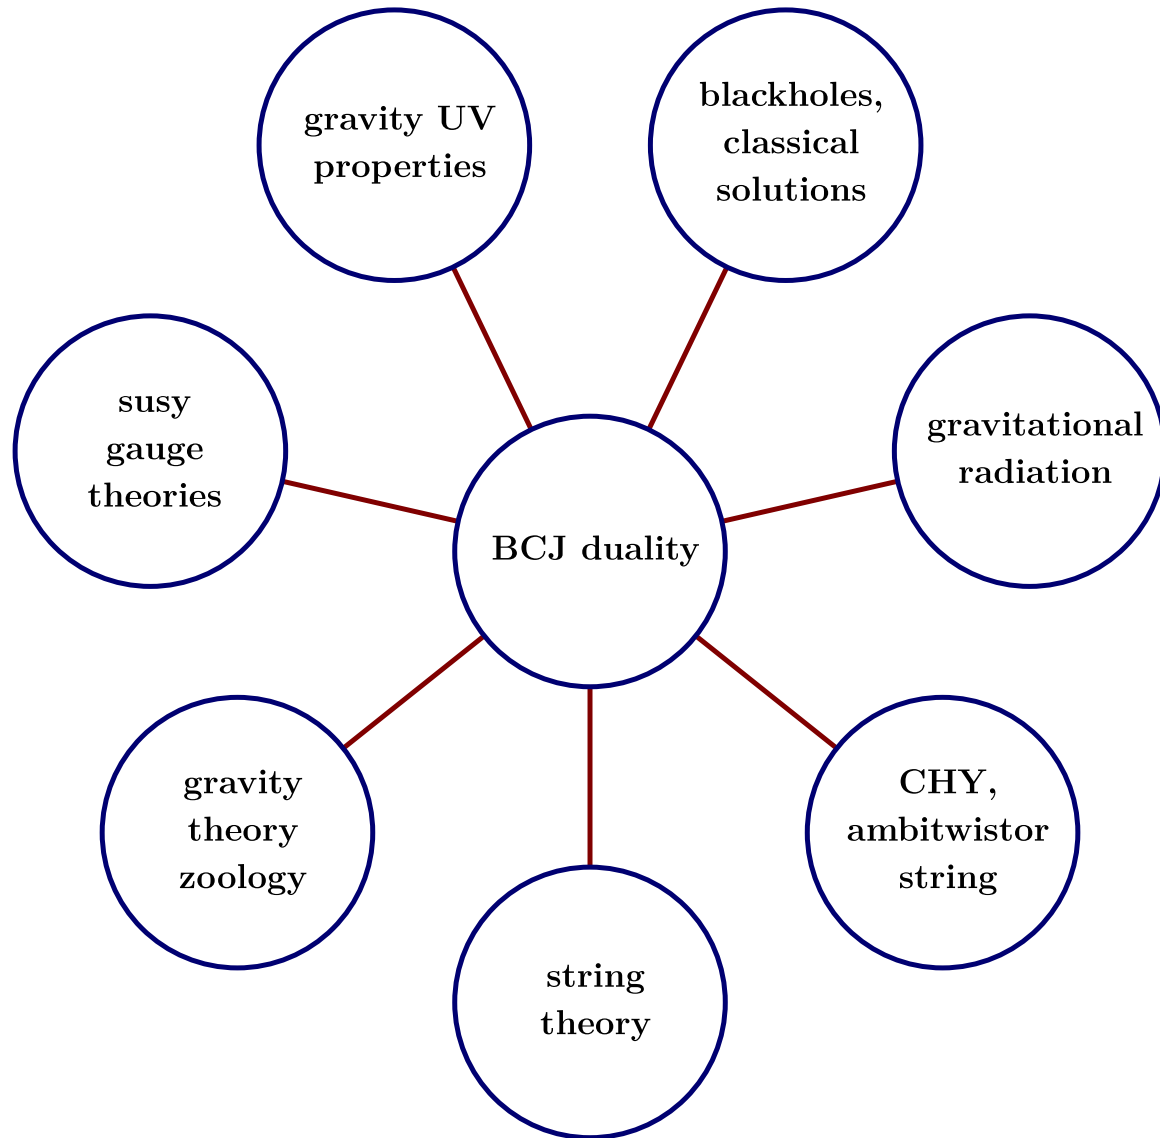 gravity UV
properties
blackholes,
classical
solutions
susy
gauge
theories
gravitational
radiation
BCJ duality
gravity
theory
zoology
CHY,
ambitwistor
string
string
theory